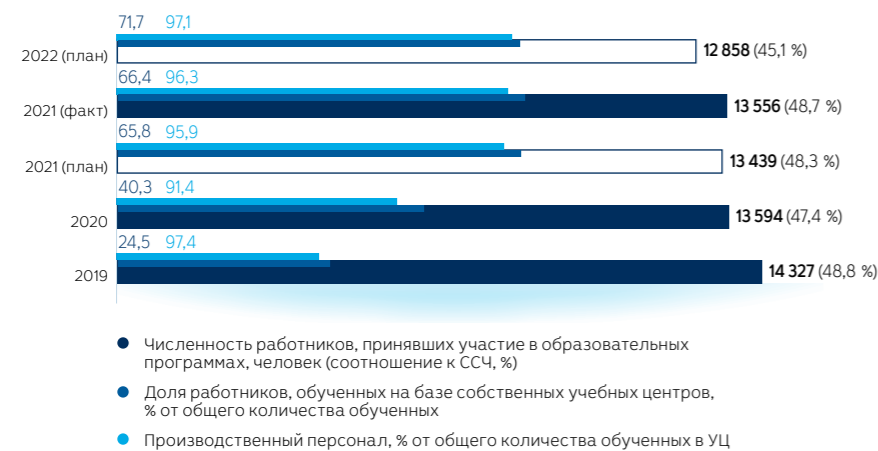 71,7 97,1
2022 (план) 12 858 (45,1 %)
66,4 96,3
2021 (факт) 13 556 (48,7 %)
65,8 95,9
2021 (план) 13 439 (48,3 %)
40,3 91,4
2020 13 594 (47,4 %)
24,5 97,4
2019 14 327 (48,8 %)
Численность работников, принявших участие в образовательных
программах, человек (соотношение к ССЧ, %)
Доля работников, обученных на базе собственных учебных центров,
% от общего количества обученных
Производственный персонал, % от общего количества обученных в УЦ